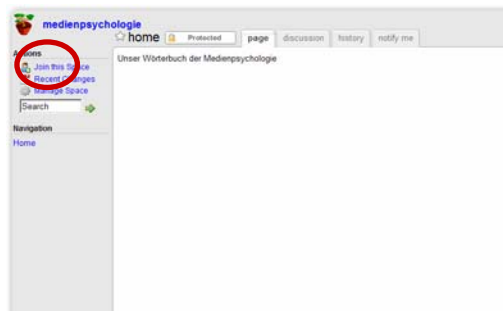 medienpsychologie
home Protected page discussion history notify me
Actions
Join this Space
Recent Changes
Manage Space
Search
Navigation
Home
Unser Wörterbuch der Medienpsychologie